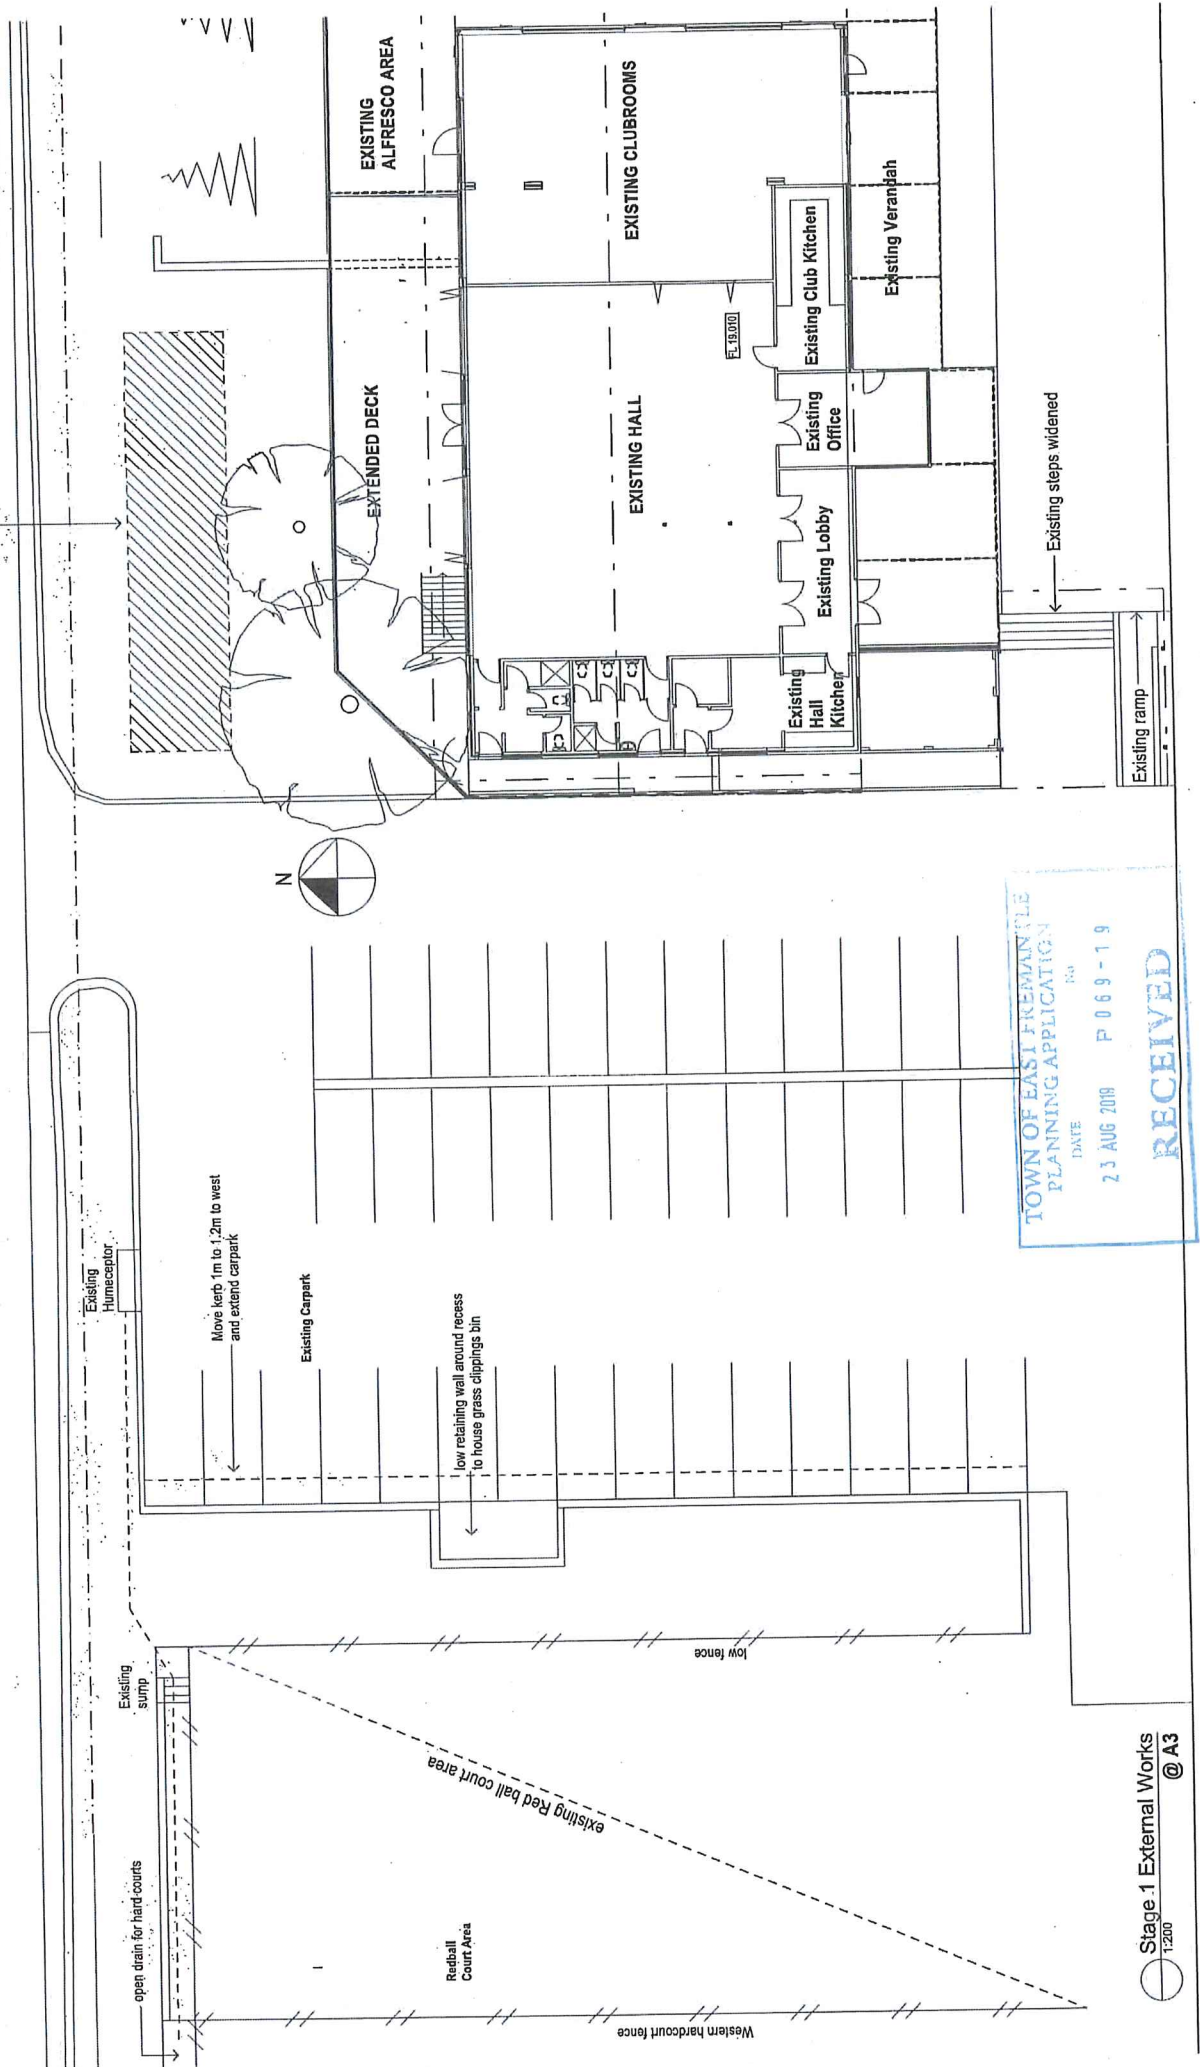 EXISTING
ALFRESCO AREA
EXISTING CLUBROOMS
Existing Verandah
Existing Club Kitchen
FL 19.010
EXTENDED DECK
EXISTING HALL
Existing
Office
Existing Lobby
Existing steps widened
Existing
Hall
Kitchen
Existing ramp
N
TOWN OF EAST FREMANTLE
PLANNING APPLICATION
DATE
No
23 AUG 2019 P069-19
RECEIVED
Existing
Humeceptor
Move kerb 1m to 1.2m to west
and extend carpark
Existing Carpark
low retaining wall around recess
to house grass clippings bin
low fence
Existing
sump
existing Red ball court area
open drain for hard-courts
Redball
Court Area
Western hardcourt fence
Stage 1 External Works
1:200
@ A3